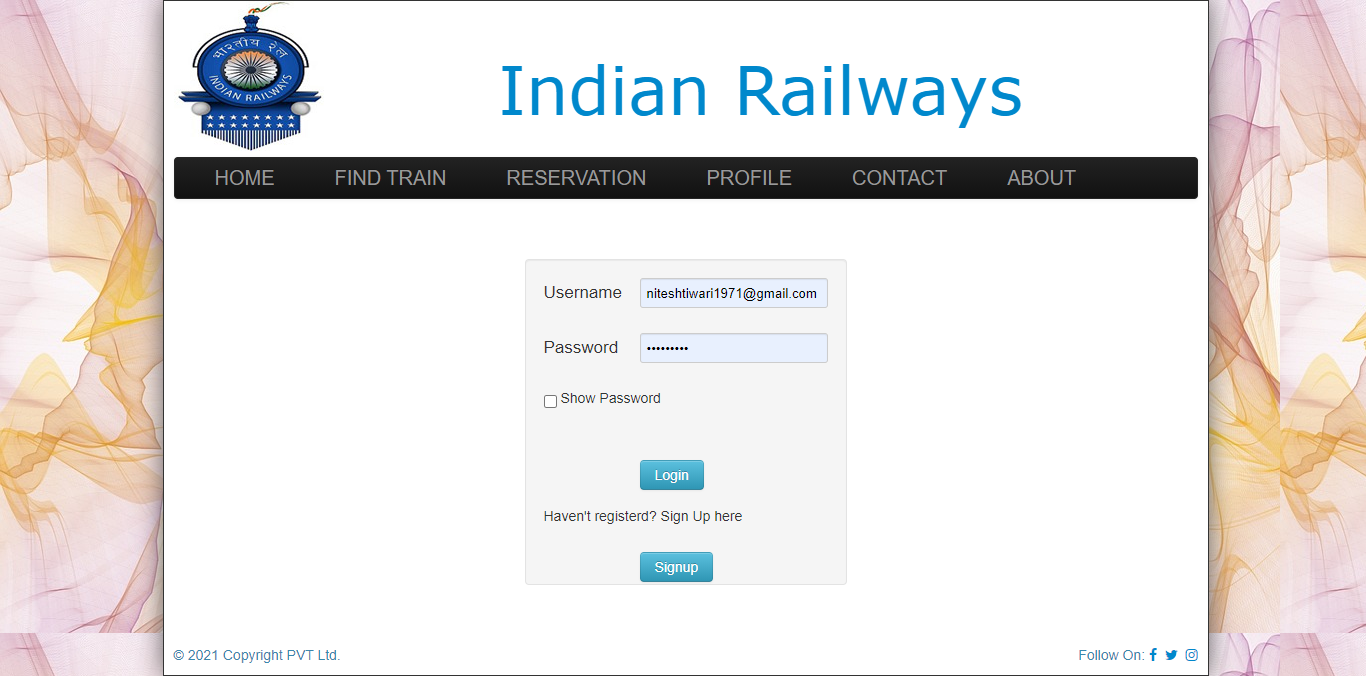 भारतीय रेल
INDIAN RAILWAYS
Indian Railways
HOME FIND TRAIN RESERVATION PROFILE CONTACT ABOUT
Username niteshtiwari1971@gmail.com
Password •••••••••
Show Password
Login
Haven't registerd? Sign Up here
Signup
© 2021 Copyright PVT Ltd. Follow On: